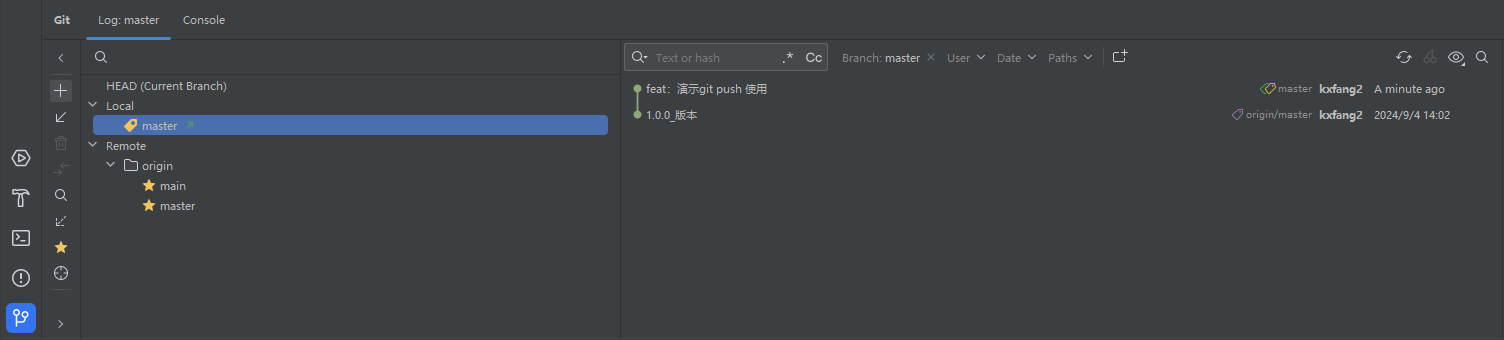 Git Log: master Console
Text or hash .* Cc Branch: master User Date Paths
HEAD (Current Branch)
Local
master
Remote
origin
main
master
feat：演示git push 使用 master kxfang2 A minute ago
1.0.0_版本 origin/master kxfang2 2024/9/4 14:02